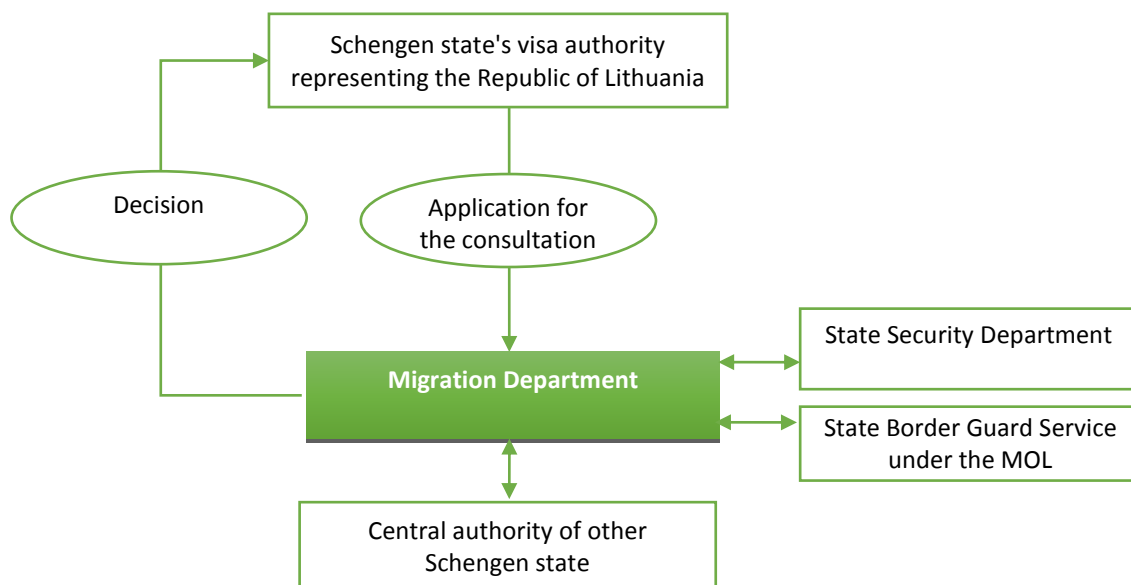 Schengen state's visa authority
representing the Republic of Lithuania
Decision
Application for
the consultation
State Security Department
Migration Department
State Border Guard Service
under the MOL
Central authority of other
Schengen state